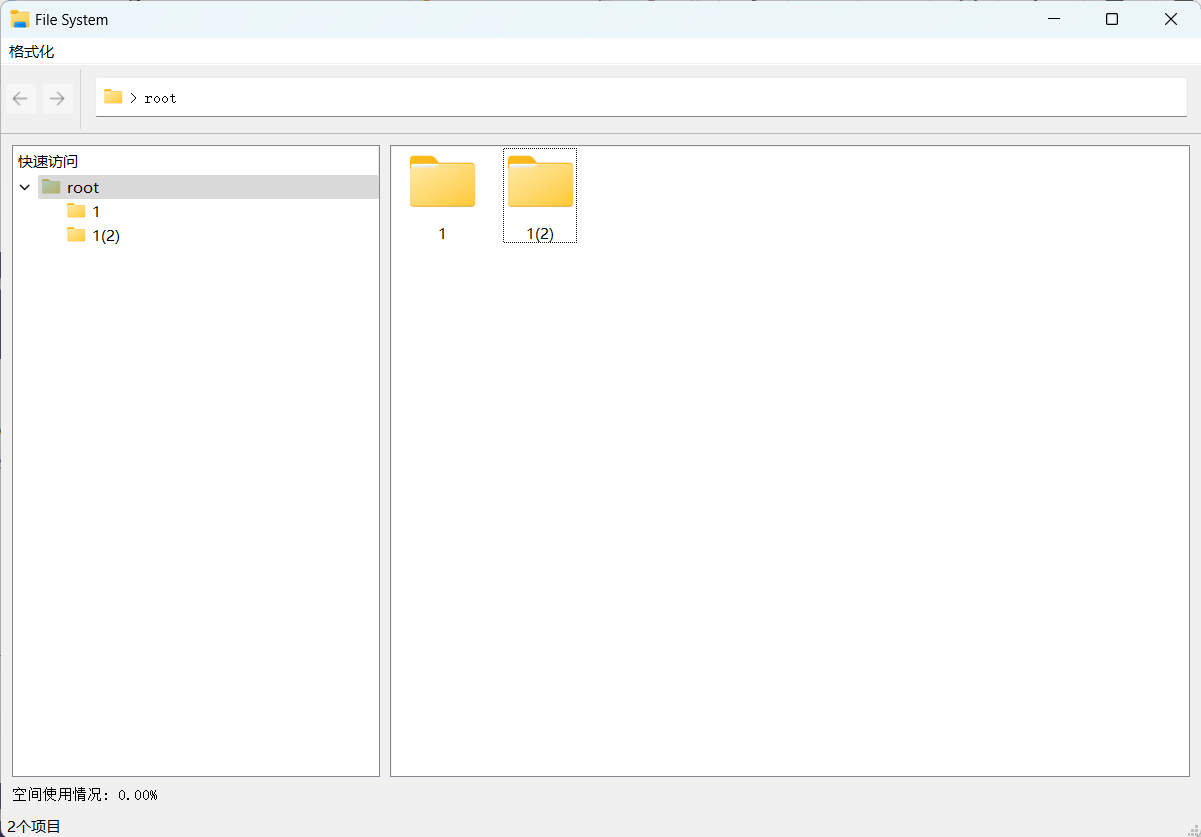 File System
格式化
root
快速访问
root
1
1(2)
1
1(2)
空间使用情况: 0.00%
2个项目